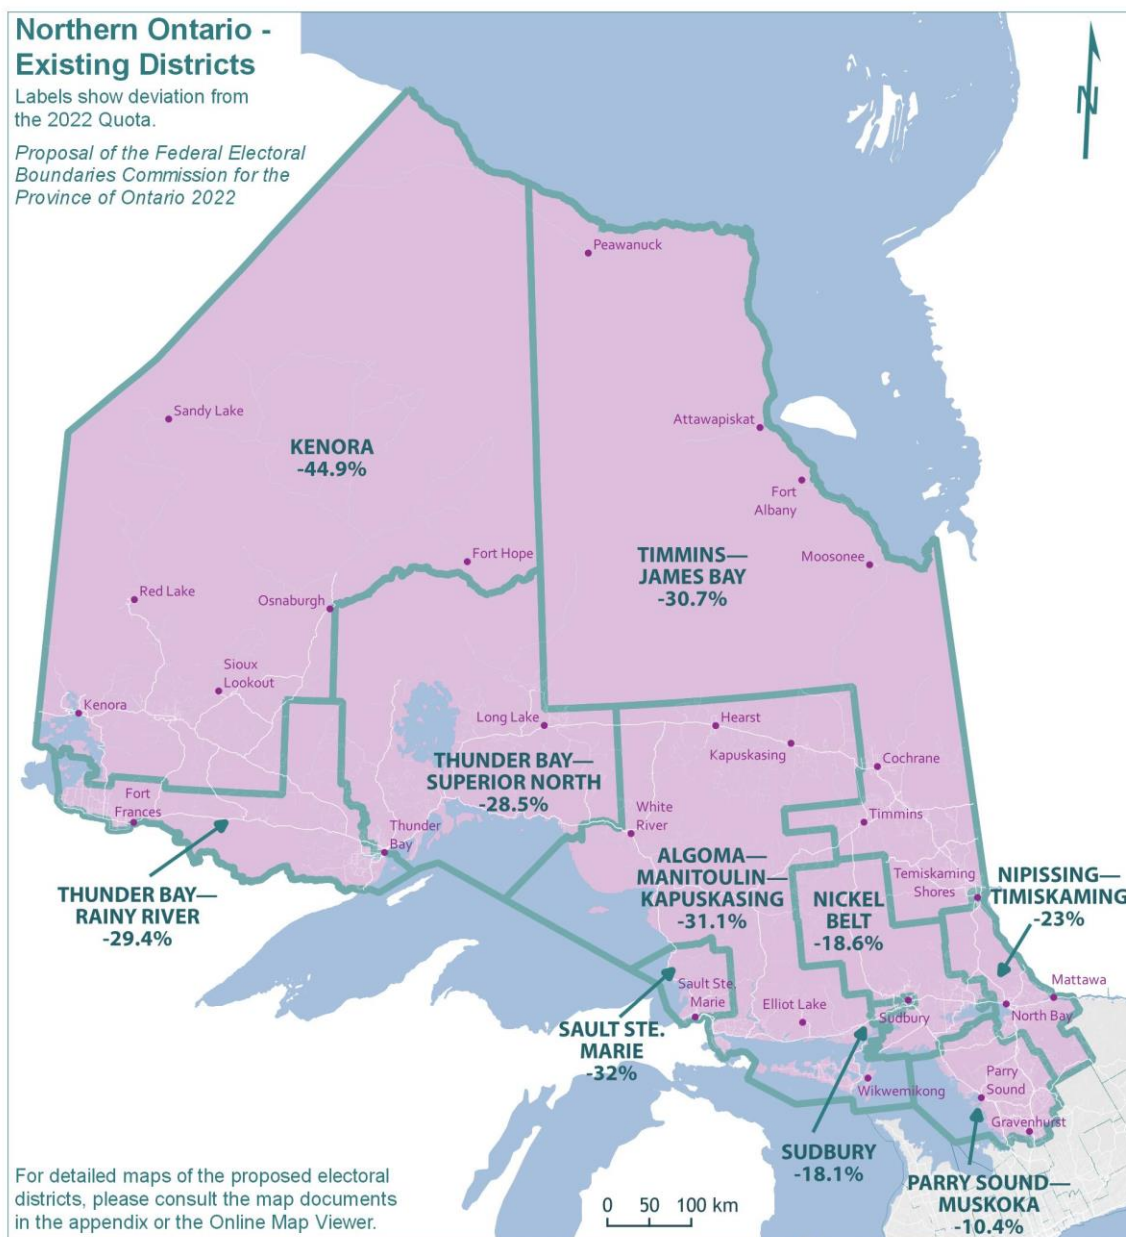 Northern Ontario -
Existing Districts
Labels show deviation from
the 2022 Quota.
Proposal of the Federal Electoral
Boundaries Commission for the
Province of Ontario 2022
N
Peawanuck
Sandy Lake
KENORA
-44.9%
Attawapiskat
Fort
Albany
Fort Hope
TIMMINS—
JAMES BAY
-30.7%
Moosonee
Red Lake
Osnaburgh
Sioux
Lookout
Kenora
Long Lake
Hearst
Kapuskasing
Cochrane
THUNDER BAY—
SUPERIOR NORTH
-28.5%
Fort
Frances
Thunder
Bay
White
River
Timmins
THUNDER BAY—
RAINY RIVER
-29.4%
ALGOMA—
MANITOULIN—
KAPUSKASING
-31.1%
Temiskaming
Shores
NICKEL
BELT
-18.6%
NIPISSING—
TIMISKAMING
-23%
Sault Ste.
Marie
Elliot Lake
Sudbury
North Bay
Mattawa
SAULT STE.
MARIE
-32%
Wikwemikong
Parry
Sound
Gravenhurst
SUDBURY
-18.1%
PARRY SOUND—
MUSKOKA
-10.4%
For detailed maps of the proposed electoral
districts, please consult the map documents
in the appendix or the Online Map Viewer.
0 50 100 km